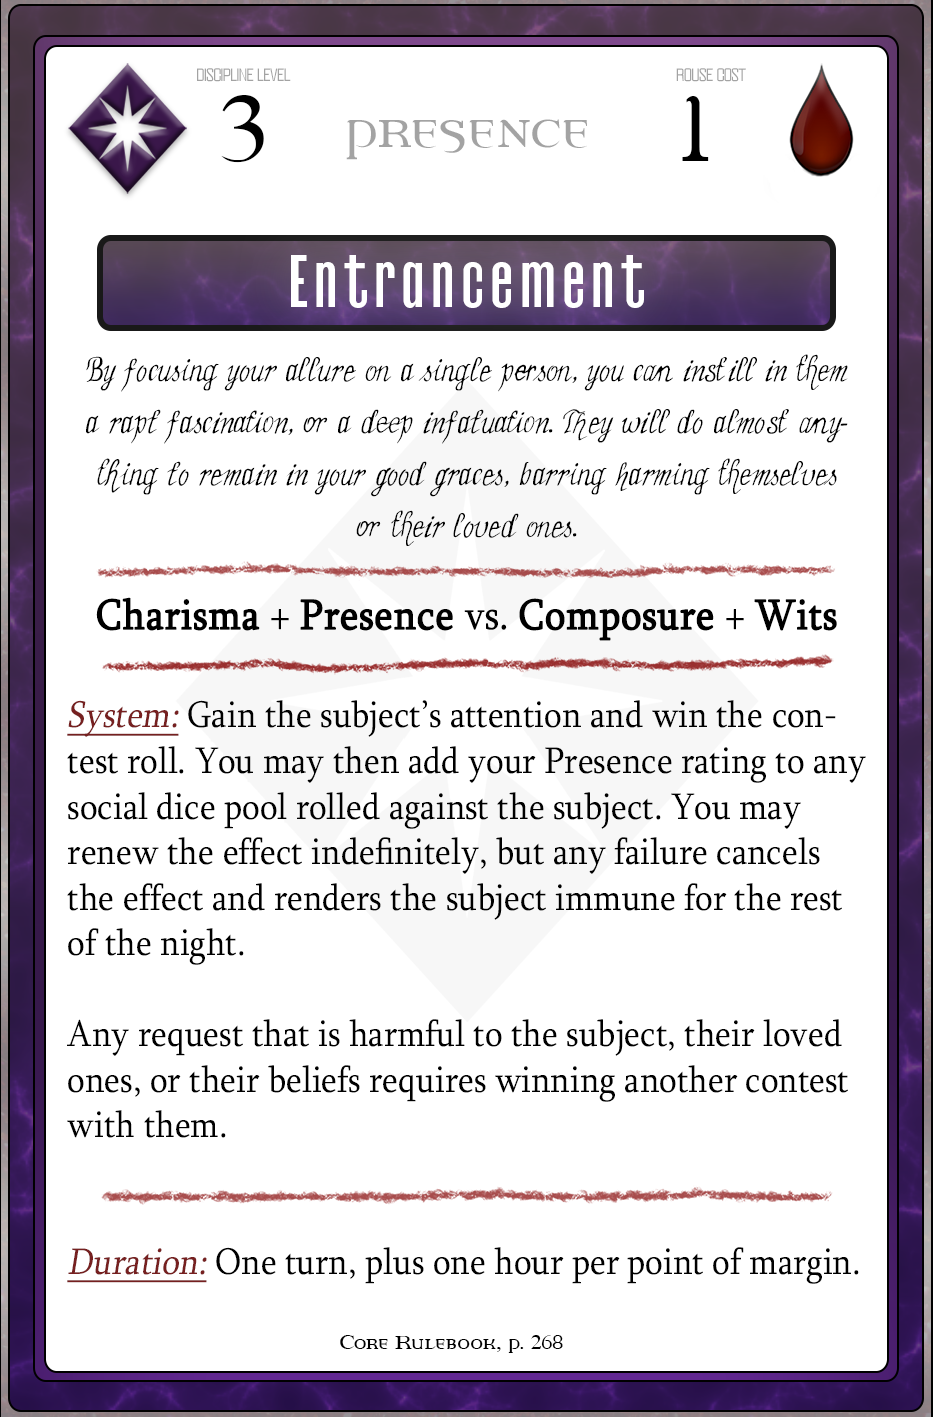 DISCIPLINE LEVEL
3
PRESENCE
ROUSE COST
1
Entrancement
By focusing your allure on a single person, you can instill in them
a rapt fascination, or a deep infatuation. They will do almost any-
thing to remain in your good graces, barring harming themselves
or their loved ones.
Charisma + Presence vs. Composure + Wits
System: Gain the subject’s attention and win the con-
test roll. You may then add your Presence rating to any
social dice pool rolled against the subject. You may
renew the effect indefinitely, but any failure cancels
the effect and renders the subject immune for the rest
of the night.
Any request that is harmful to the subject, their loved
ones, or their beliefs requires winning another contest
with them.
Duration: One turn, plus one hour per point of margin.
Core Rulebook, p. 268